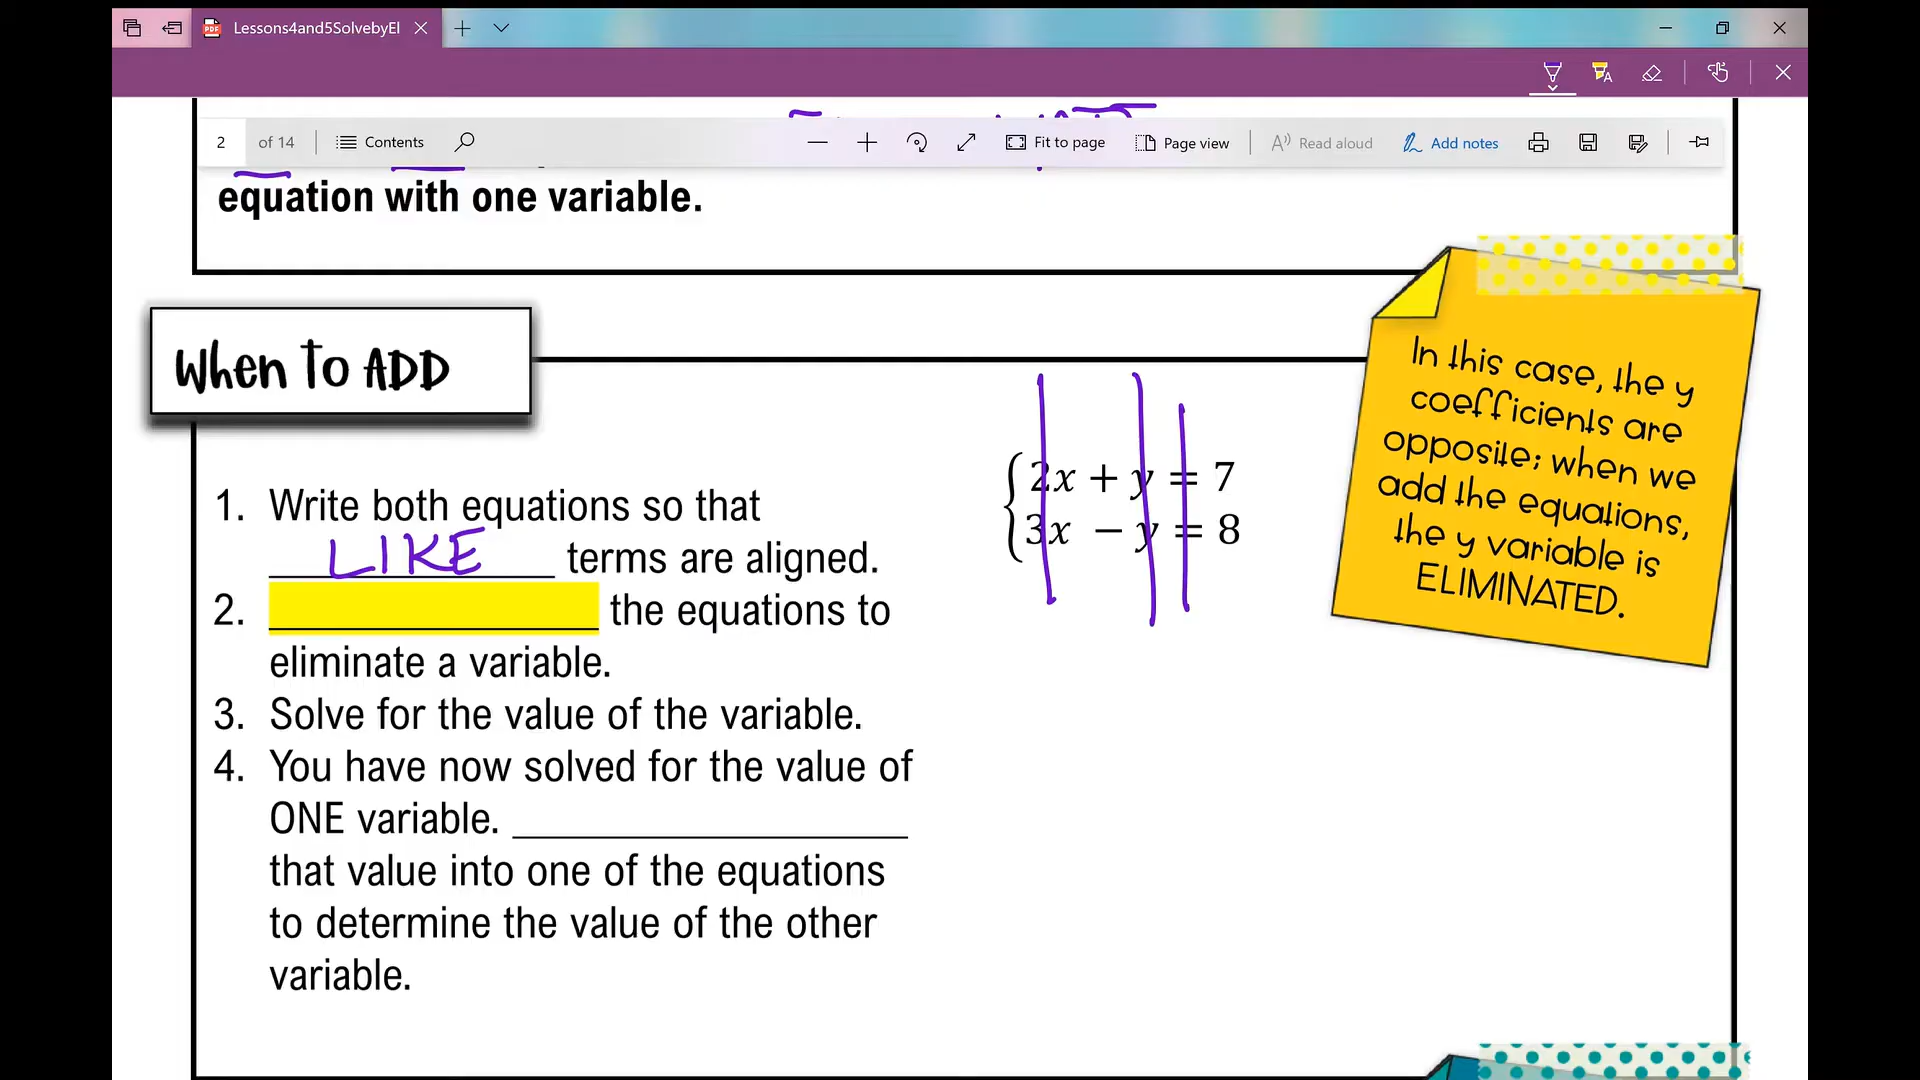 Lessons4and5SolvebyEl
2 of 14 Contents Fit to page Page view Read aloud Add notes
equation with one variable.
When to ADD
1. Write both equations so that
LIKE terms are aligned.
2. ____ the equations to
eliminate a variable.
3. Solve for the value of the variable.
4. You have now solved for the value of
ONE variable. ____
that value into one of the equations
to determine the value of the other
variable.
2x + y = 7
3x − y = 8
In this case, the y
coefficients are
opposite; when we
add the equations,
the y variable is
ELIMINATED.